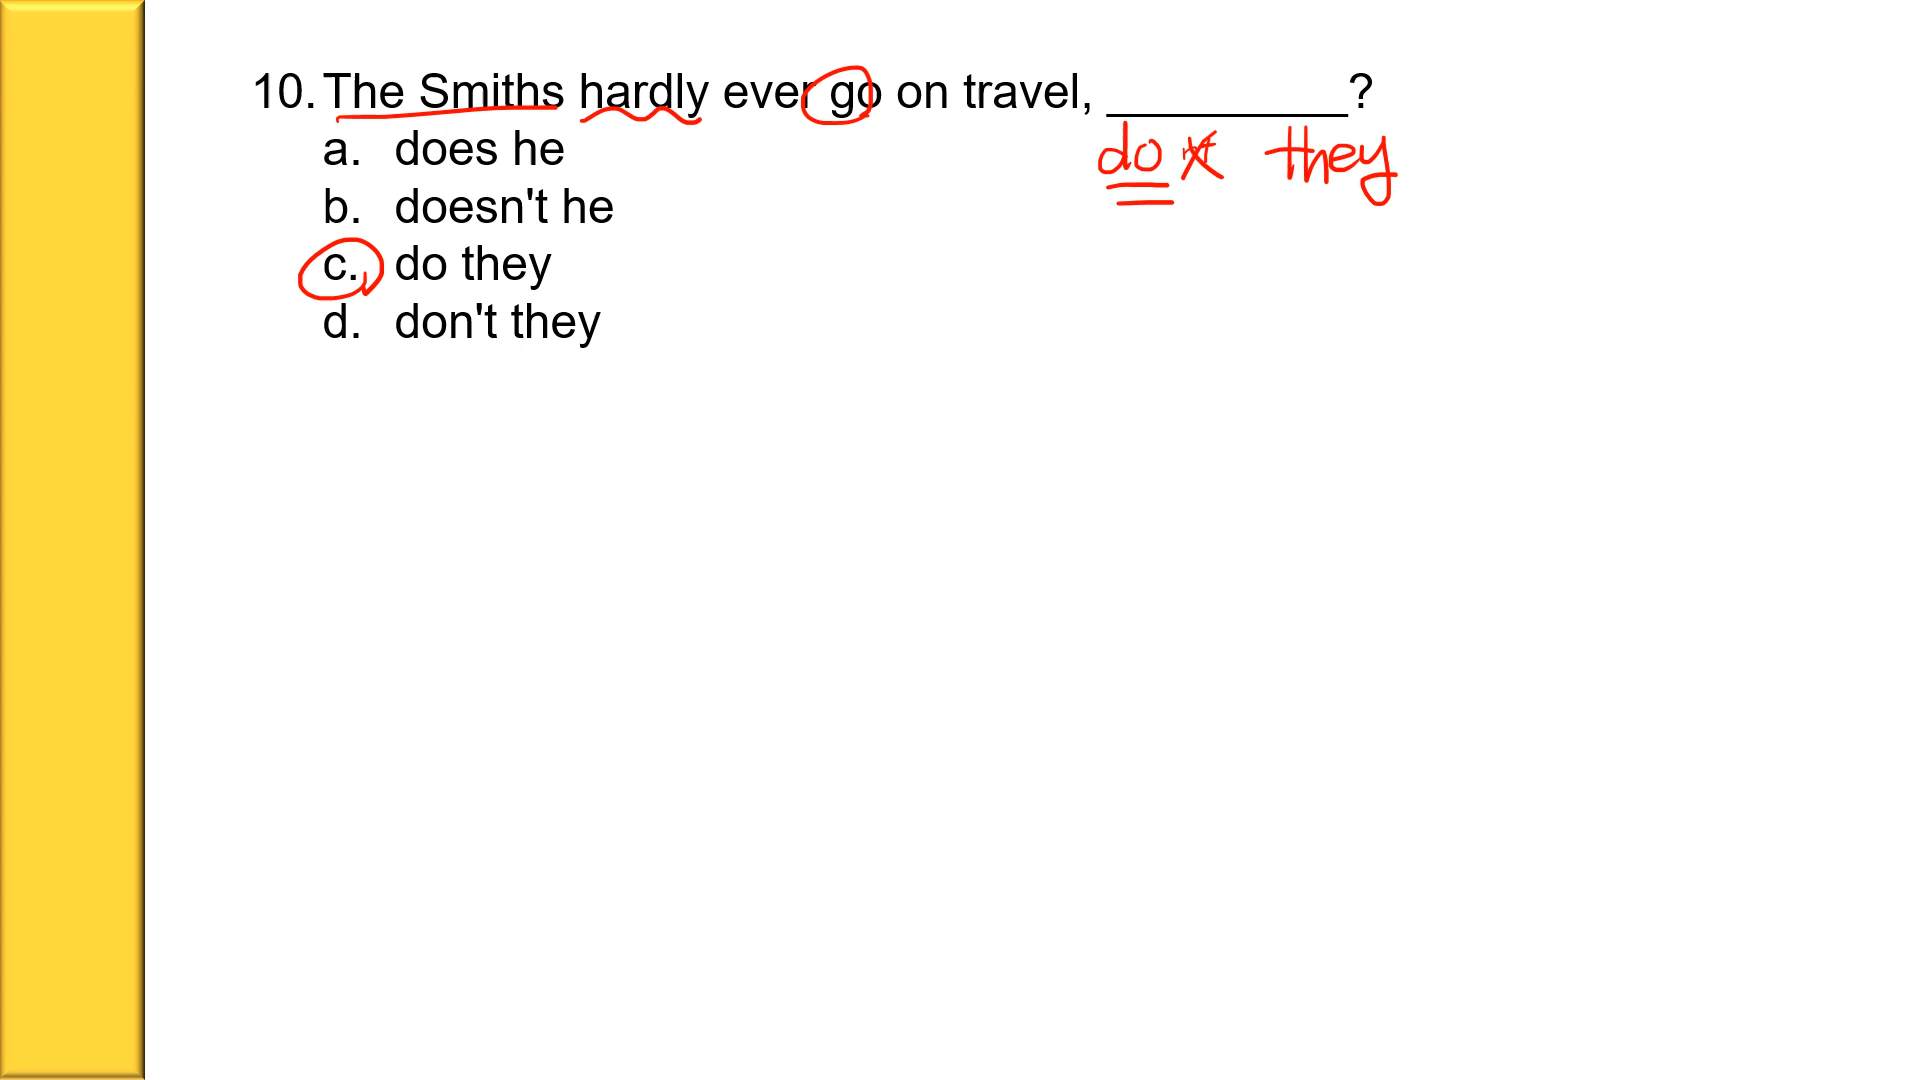 10. The Smiths hardly ever go on travel, __________?
do n't they
a. does he
b. doesn't he
c. do they
d. don't they